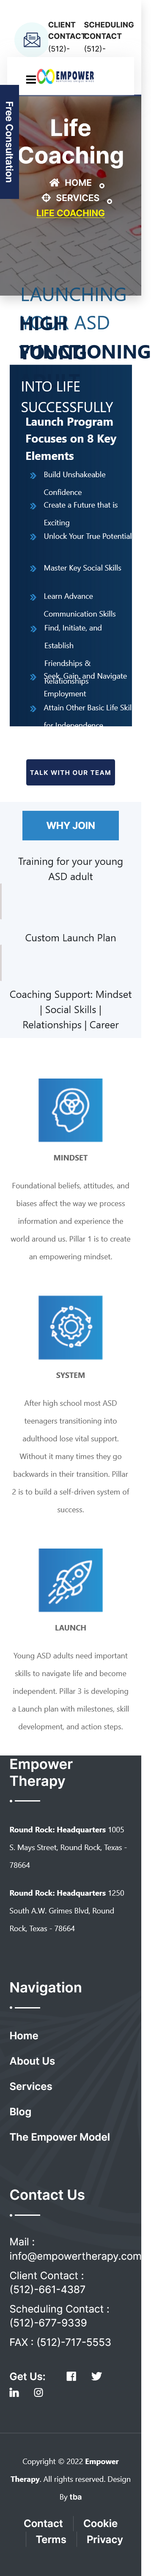 CLIENT
CONTACT
(512)-
SCHEDULING
CONTACT
(512)-
EMPOWER
Free Consultation
Life
Coaching
HOME
SERVICES
LIFE COACHING
LAUNCHING
YOUR ASD
HIGH
FUNCTIONING
YOUNG
INTO LIFE
SUCCESSFULLY
Launch Program
Focuses on 8 Key
Elements
Build Unshakeable
Confidence
Create a Future that is
Exciting
Unlock Your True Potential
Master Key Social Skills
Learn Advance
Communication Skills
Find, Initiate, and
Establish
Friendships &
Relationships
Seek, Gain, and Navigate
Employment
Attain Other Basic Life Skil
for Independence
TALK WITH OUR TEAM
WHY JOIN
Training for your young
ASD adult
Custom Launch Plan
Coaching Support: Mindset
| Social Skills |
Relationships | Career
MINDSET
Foundational beliefs, attitudes, and
biases affect the way we process
information and experience the
world around us. Pillar 1 is to create
an empowering mindset.
SYSTEM
After high school most ASD
teenagers transitioning into
adulthood lose vital support.
Without it many times they go
backwards in their transition. Pillar
2 is to build a self-driven system of
success.
LAUNCH
Young ASD adults need important
skills to navigate life and become
independent. Pillar 3 is developing
a Launch plan with milestones, skill
development, and action steps.
Empower
Therapy
Round Rock: Headquarters 1005
S. Mays Street, Round Rock, Texas -
78664
Round Rock: Headquarters 1250
South A.W. Grimes Blvd, Round
Rock, Texas - 78664
Navigation
Home
About Us
Services
Blog
The Empower Model
Contact Us
Mail :
info@empowertherapy.com
Client Contact :
(512)-661-4387
Scheduling Contact :
(512)-677-9339
FAX : (512)-717-5553
Get Us:
Copyright © 2022 Empower
Therapy. All rights reserved. Design
By tba
Contact
Cookie
Terms
Privacy